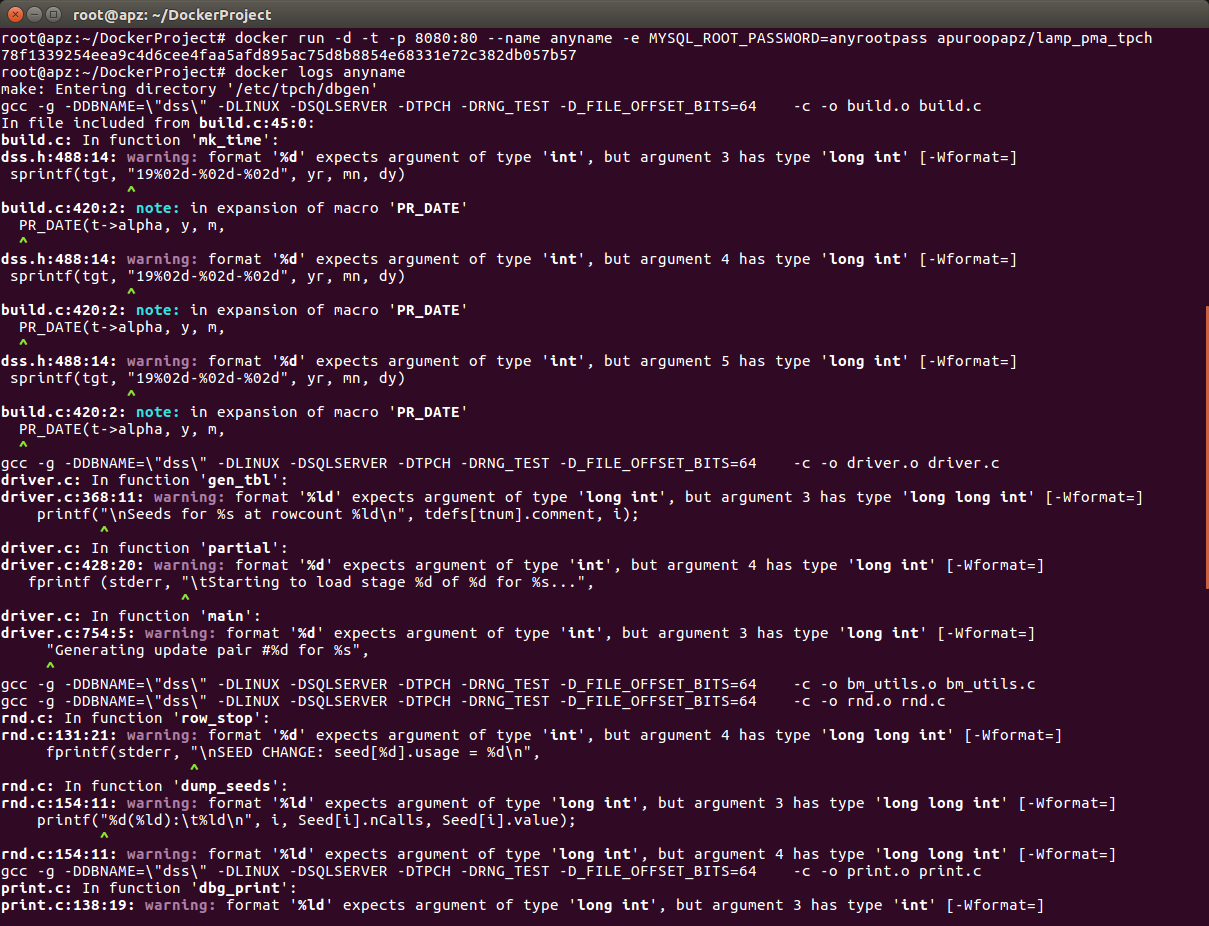 root@apz: ~/DockerProject
root@apz:~/DockerProject# docker run -d -t -p 8080:80 --name anyname -e MYSQL_ROOT_PASSWORD=anyrootpass apuroopapz/lamp_pma_tpch
78f1339254eea9c4d6cee4faa5afd895ac75d8b8854e68331e72c382db057b57
root@apz:~/DockerProject# docker logs anyname
make: Entering directory '/etc/tpch/dbgen'
gcc -g -DDBNAME=\"dss\" -DLINUX -DSQLSERVER -DTPCH -DRNG_TEST -D_FILE_OFFSET_BITS=64    -c -o build.o build.c
In file included from build.c:45:0:
build.c: In function 'mk_time':
dss.h:488:14: warning: format '%d' expects argument of type 'int', but argument 3 has type 'long int' [-Wformat=]
 sprintf(tgt, "19%02d-%02d-%02d", yr, mn, dy)
              ^
build.c:420:2: note: in expansion of macro 'PR_DATE'
  PR_DATE(t->alpha, y, m,
  ^
dss.h:488:14: warning: format '%d' expects argument of type 'int', but argument 4 has type 'long int' [-Wformat=]
 sprintf(tgt, "19%02d-%02d-%02d", yr, mn, dy)
              ^
build.c:420:2: note: in expansion of macro 'PR_DATE'
  PR_DATE(t->alpha, y, m,
  ^
dss.h:488:14: warning: format '%d' expects argument of type 'int', but argument 5 has type 'long int' [-Wformat=]
 sprintf(tgt, "19%02d-%02d-%02d", yr, mn, dy)
              ^
build.c:420:2: note: in expansion of macro 'PR_DATE'
  PR_DATE(t->alpha, y, m,
  ^
gcc -g -DDBNAME=\"dss\" -DLINUX -DSQLSERVER -DTPCH -DRNG_TEST -D_FILE_OFFSET_BITS=64    -c -o driver.o driver.c
driver.c: In function 'gen_tbl':
driver.c:368:11: warning: format '%ld' expects argument of type 'long int', but argument 3 has type 'long long int' [-Wformat=]
    printf("\nSeeds for %s at rowcount %ld\n", tdefs[tnum].comment, i);
           ^
driver.c: In function 'partial':
driver.c:428:20: warning: format '%d' expects argument of type 'int', but argument 4 has type 'long int' [-Wformat=]
   fprintf (stderr, "\tStarting to load stage %d of %d for %s...",
                    ^
driver.c: In function 'main':
driver.c:754:5: warning: format '%d' expects argument of type 'int', but argument 3 has type 'long int' [-Wformat=]
     "Generating update pair #%d for %s",
     ^
gcc -g -DDBNAME=\"dss\" -DLINUX -DSQLSERVER -DTPCH -DRNG_TEST -D_FILE_OFFSET_BITS=64    -c -o bm_utils.o bm_utils.c
gcc -g -DDBNAME=\"dss\" -DLINUX -DSQLSERVER -DTPCH -DRNG_TEST -D_FILE_OFFSET_BITS=64    -c -o rnd.o rnd.c
rnd.c: In function 'row_stop':
rnd.c:131:21: warning: format '%d' expects argument of type 'int', but argument 4 has type 'long long int' [-Wformat=]
     fprintf(stderr, "\nSEED CHANGE: seed[%d].usage = %d\n",
                     ^
rnd.c: In function 'dump_seeds':
rnd.c:154:11: warning: format '%ld' expects argument of type 'long int', but argument 3 has type 'long long int' [-Wformat=]
    printf("%d(%ld):\t%ld\n", i, Seed[i].nCalls, Seed[i].value);
           ^
rnd.c:154:11: warning: format '%ld' expects argument of type 'long int', but argument 4 has type 'long long int' [-Wformat=]
gcc -g -DDBNAME=\"dss\" -DLINUX -DSQLSERVER -DTPCH -DRNG_TEST -D_FILE_OFFSET_BITS=64    -c -o print.o print.c
print.c: In function 'dbg_print':
print.c:138:19: warning: format '%ld' expects argument of type 'long int', but argument 3 has type 'int' [-Wformat=]